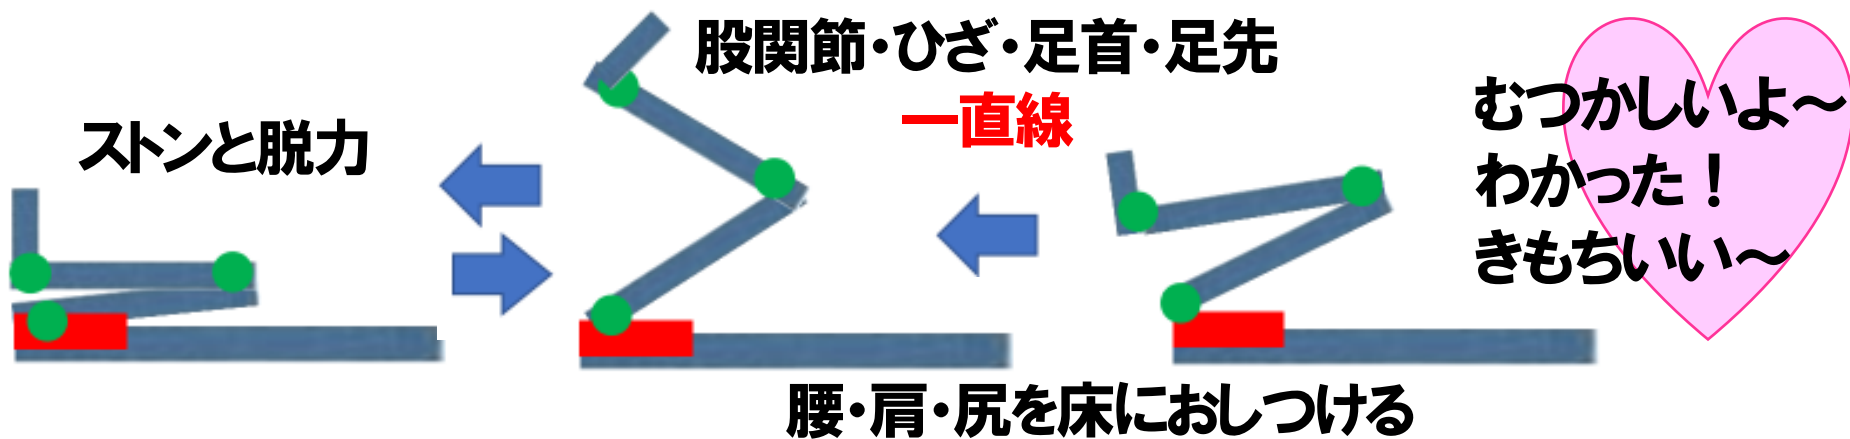 股関節・ひざ・足首・足先
一直線
ストンと脱力
むつかしいよ～
わかった！
きもちいい～
腰・肩・尻を床におしつける